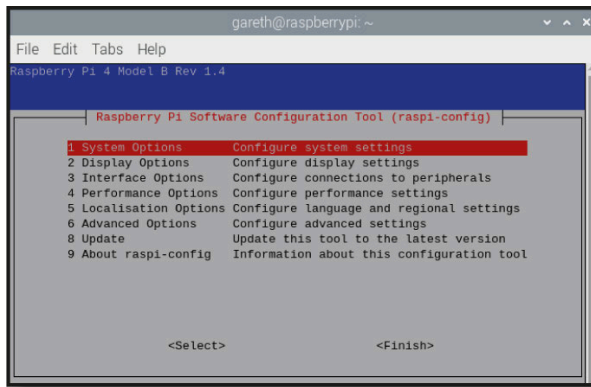 gareth@raspberrypi: ~
File Edit Tabs Help
Raspberry Pi 4 Model B Rev 1.4
Raspberry Pi Software Configuration Tool (raspi-config)
1 System Options Configure system settings
2 Display Options Configure display settings
3 Interface Options Configure connections to peripherals
4 Performance Options Configure performance settings
5 Localisation Options Configure language and regional settings
6 Advanced Options Configure advanced settings
8 Update Update this tool to the latest version
9 About raspi-config Information about this configuration tool
<Select> <Finish>